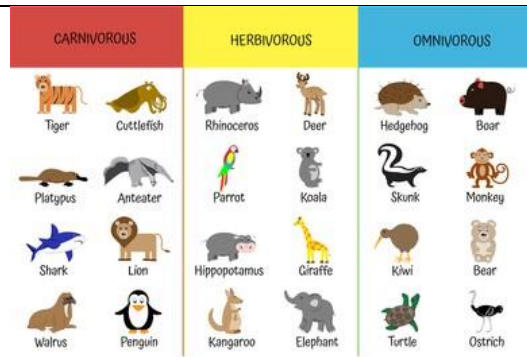 CARNIVOROUS HERBIVOROUS OMNIVOROUS
Tiger Cuttlefish Rhinoceros Deer Hedgehog Boar
Platypus Anteater Parrot Koala Skunk Monkey
Shark Lion Hippopotamus Giraffe Kiwi Bear
Walrus Penguin Kangaroo Elephant Turtle Ostrich